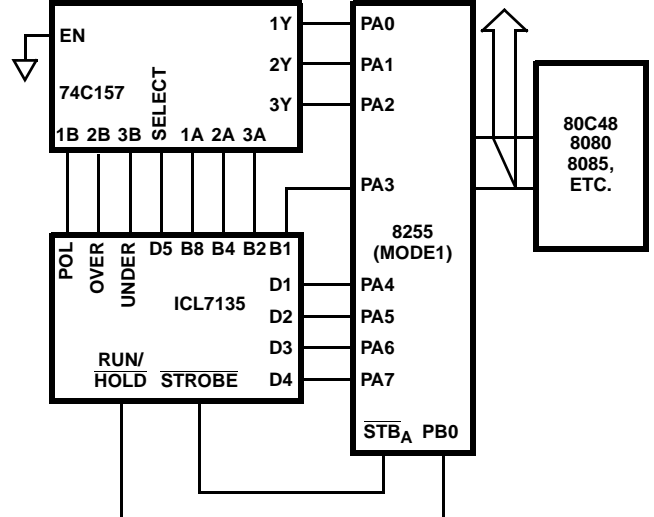 EN
1Y
PA0
2Y
PA1
74C157
3Y
PA2
SELECT
1B 2B 3B 1A 2A 3A
80C48
8080
8085,
ETC.
PA3
8255
(MODE1)
POL
OVER
UNDER
D5 B8 B4 B2 B1
ICL7135
D1
PA4
D2
PA5
D3
PA6
D4
PA7
RUN/
HOLD
STROBE
STBA PB0